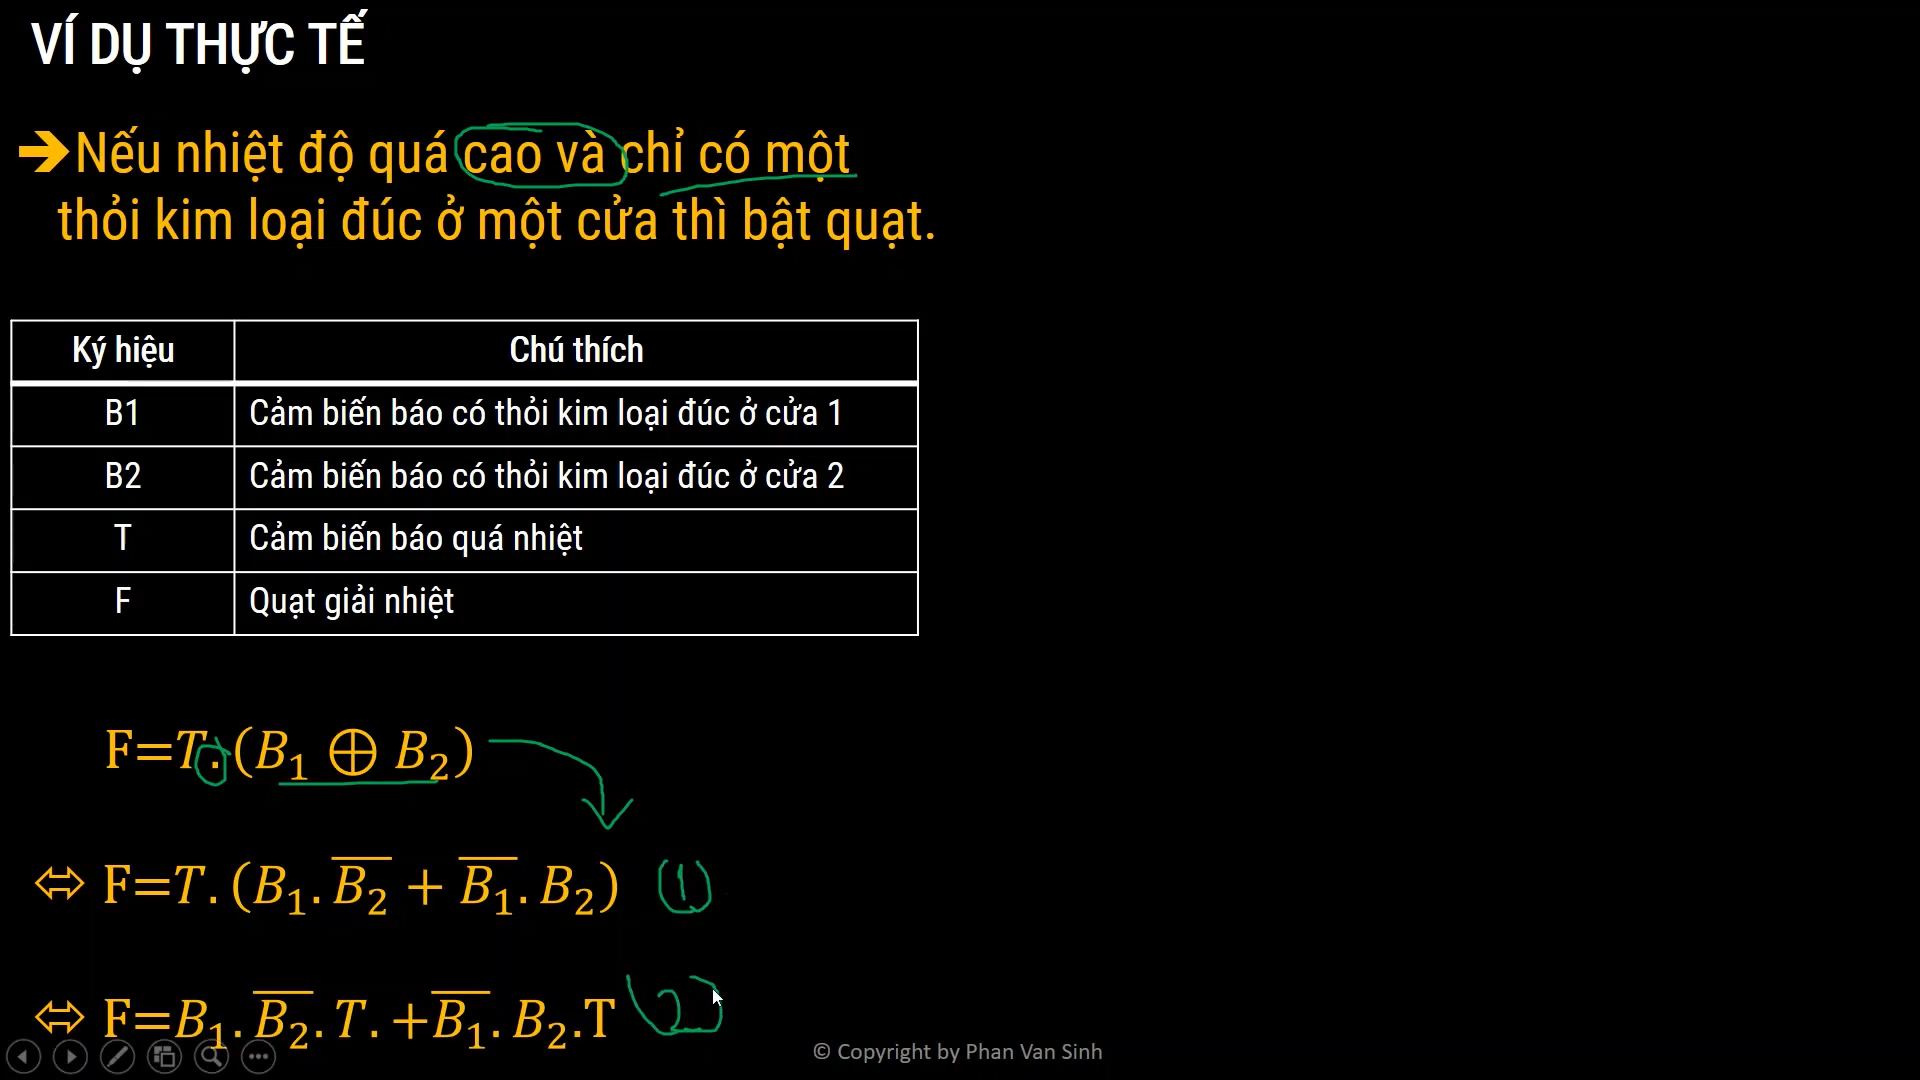 VÍ DỤ THỰC TẾ
➔Nếu nhiệt độ quá cao và chỉ có một
thỏi kim loại đúc ở một cửa thì bật quạt.
Ký hiệu Chú thích
B1 Cảm biến báo có thỏi kim loại đúc ở cửa 1
B2 Cảm biến báo có thỏi kim loại đúc ở cửa 2
T Cảm biến báo quá nhiệt
F Quạt giải nhiệt
F=T.(B₁ ⊕ B₂)
⇔ F=T.(B₁.B̅₂ + B̅₁.B₂) (1)
⇔ F=B₁.B̅₂.T.+B̅₁.B₂.T (2)
© Copyright by Phan Van Sinh